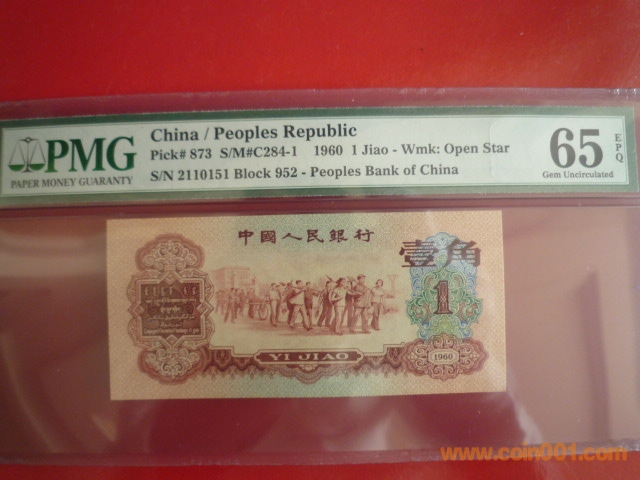 PMG
PAPER MONEY GUARANTY
China / Peoples Republic
Pick# 873 S/M#C284-1 1960 1 Jiao - Wmk: Open Star
S/N 2110151 Block 952 - Peoples Bank of China
65 EPQ
Gem Uncirculated
中國人民銀行
壹角
1
YI JIAO
1960
www.coin001.com